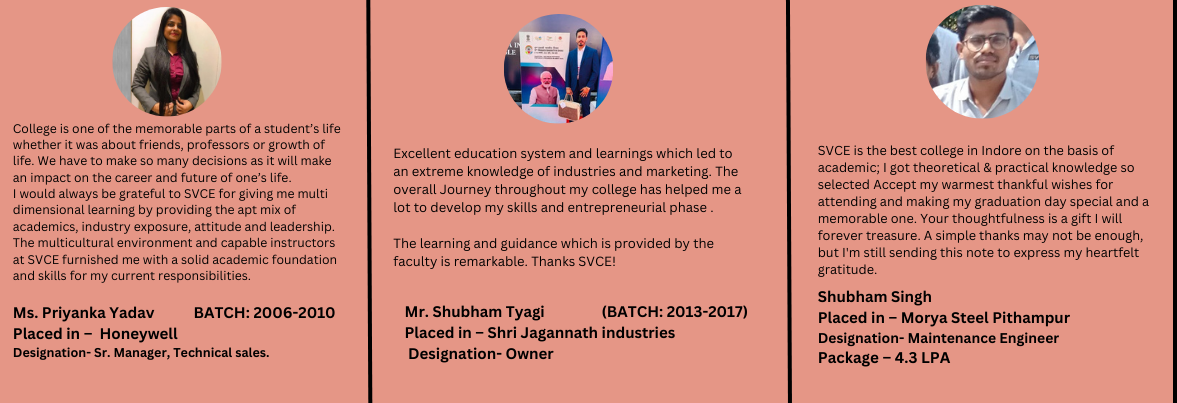 College is one of the memorable parts of a student's life
whether it was about friends, professors or growth of
life. We have to make so many decisions as it will make
an impact on the career and future of one's life.
I would always be grateful to SVCE for giving me multi
dimensional learning by providing the apt mix of
academics, industry exposure, attitude and leadership.
The multicultural environment and capable instructors
at SVCE furnished me with a solid academic foundation
and skills for my current responsibilities.
Ms. Priyanka Yadav BATCH: 2006-2010
Placed in – Honeywell
Designation- Sr. Manager, Technical sales.
Excellent education system and learnings which led to
an extreme knowledge of industries and marketing. The
overall Journey throughout my college has helped me a
lot to develop my skills and entrepreneurial phase .
The learning and guidance which is provided by the
faculty is remarkable. Thanks SVCE!
Mr. Shubham Tyagi (BATCH: 2013-2017)
Placed in – Shri Jagannath industries
Designation- Owner
SVCE is the best college in Indore on the basis of
academic; I got theoretical & practical knowledge so
selected Accept my warmest thankful wishes for
attending and making my graduation day special and a
memorable one. Your thoughtfulness is a gift I will
forever treasure. A simple thanks may not be enough,
but I'm still sending this note to express my heartfelt
gratitude.
Shubham Singh
Placed in – Morya Steel Pithampur
Designation- Maintenance Engineer
Package – 4.3 LPA